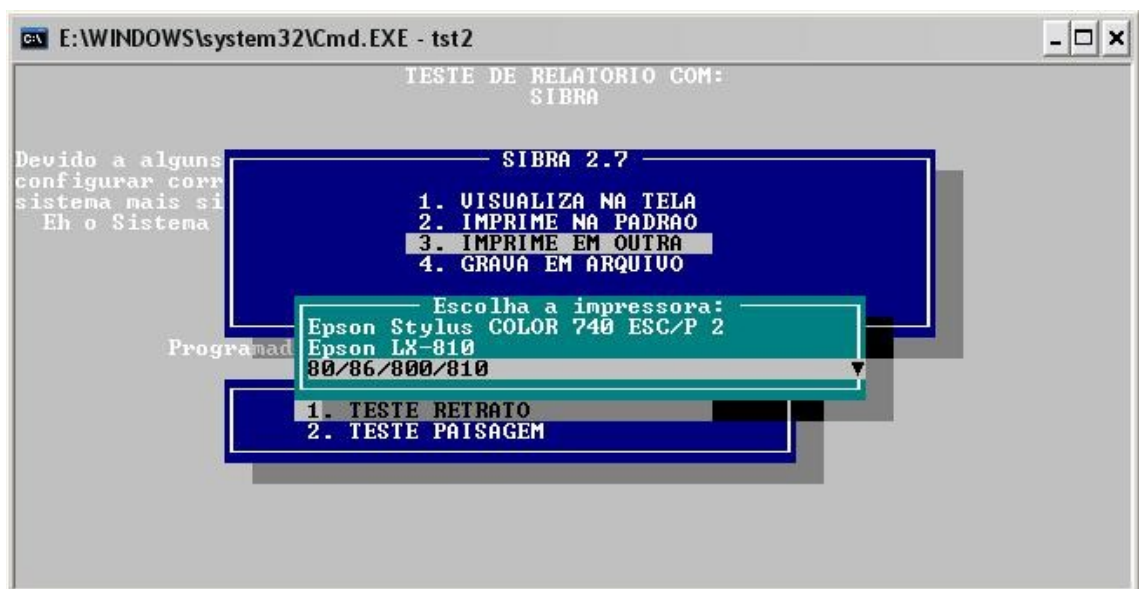 E:\WINDOWS\system32\Cmd.EXE - tst2
TESTE DE RELATORIO COM:
SIBRA
Devido a alguns
configurar corr
sistema mais si
Eh o Sistema
SIBRA 2.7
1. VISUALIZA NA TELA
2. IMPRIME NA PADRAO
3. IMPRIME EM OUTRA
4. GRAVA EM ARQUIVO
Escolha a impressora:
Epson Stylus COLOR 740 ESC/P 2
Epson LX-810
80/86/800/810
Programad
1. TESTE RETRATO
2. TESTE PAISAGEM